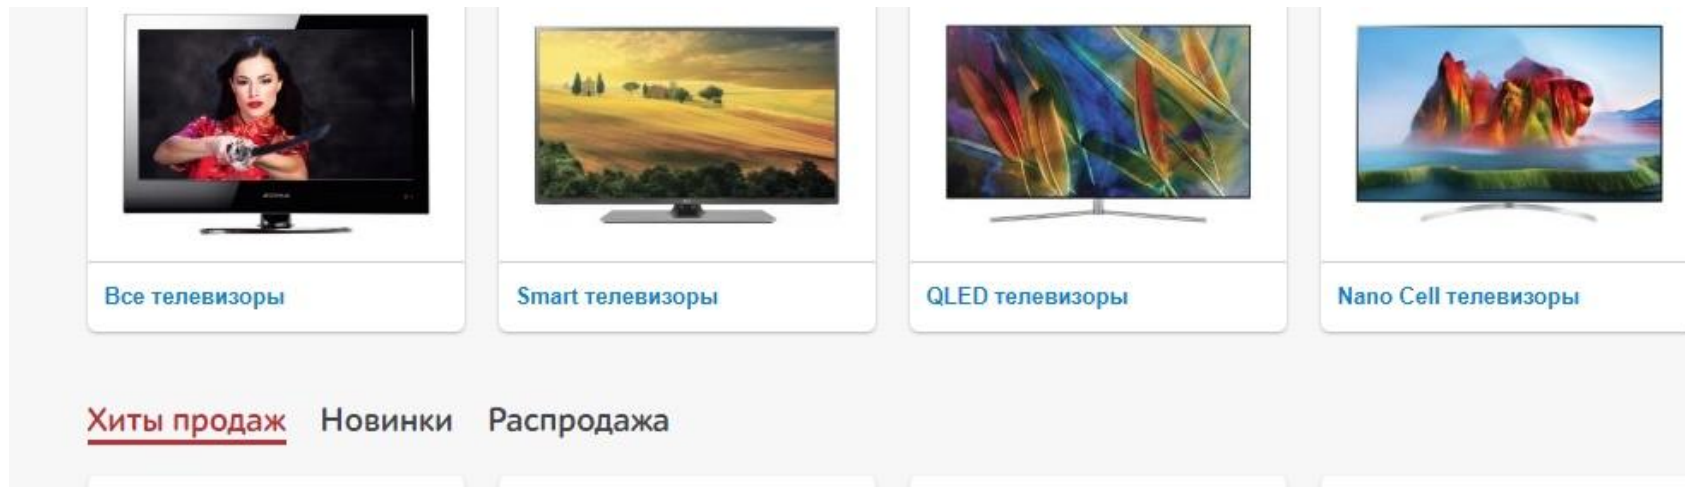 Все телевизоры
Smart телевизоры
QLED телевизоры
Nano Cell телевизоры
Хиты продаж Новинки Распродажа